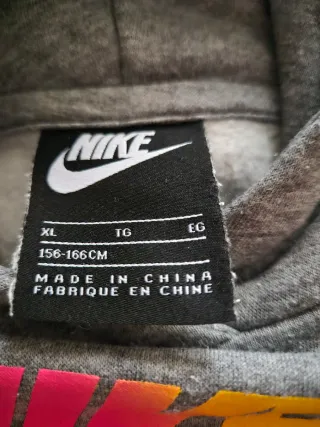 NIKE
XL TG EG
156-166CM
MADE IN CHINA
FABRIQUE EN CHINE